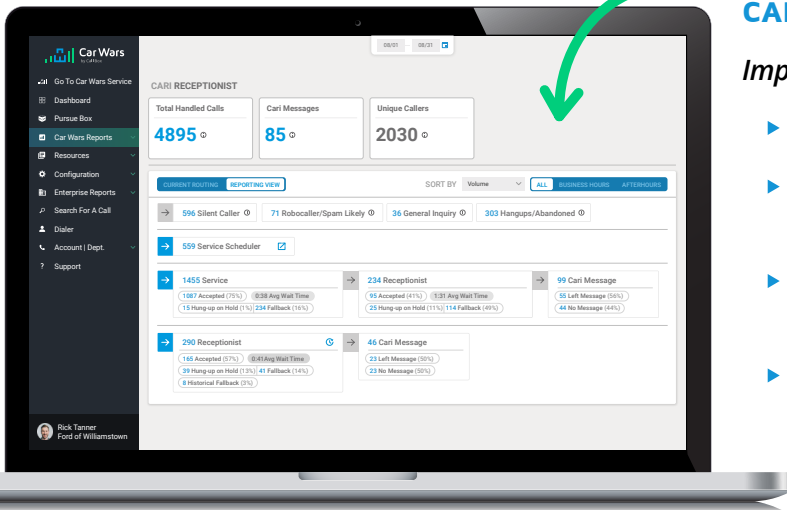 CAI
Imp
Car Wars
by CallBox
08/01 - 08/31
Go To Car Wars Service
Dashboard
Pursue Box
Car Wars Reports
Resources
Configuration
Enterprise Reports
Search For A Call
Dialer
Account | Dept.
Support
Rick Tanner
Ford of Williamstown
CARI RECEPTIONIST
Total Handled Calls
4895
Cari Messages
85
Unique Callers
2030
CURRENT ROUTING REPORTING VIEW SORT BY Volume ALL BUSINESS HOURS AFTERHOURS
596 Silent Caller 71 Robocaller/Spam Likely 36 General Inquiry 303 Hangups/Abandoned
559 Service Scheduler
1455 Service
1087 Accepted (75%) 0:38 Avg Wait Time
15 Hung-up on Hold (1%) 234 Fallback (16%)
234 Receptionist
95 Accepted (41%) 1:31 Avg Wait Time
25 Hang-up on Hold (11%) 114 Fallback (49%)
99 Cari Message
55 Left Message (56%)
44 No Message (44%)
290 Receptionist
165 Accepted (57%) 0:41Avg Wait Time
39 Hung-up on Hold (13%) 41 Fallback (14%)
8 Historical Fallback (3%)
46 Cari Message
23 Left Message (50%)
23 No Message (50%)